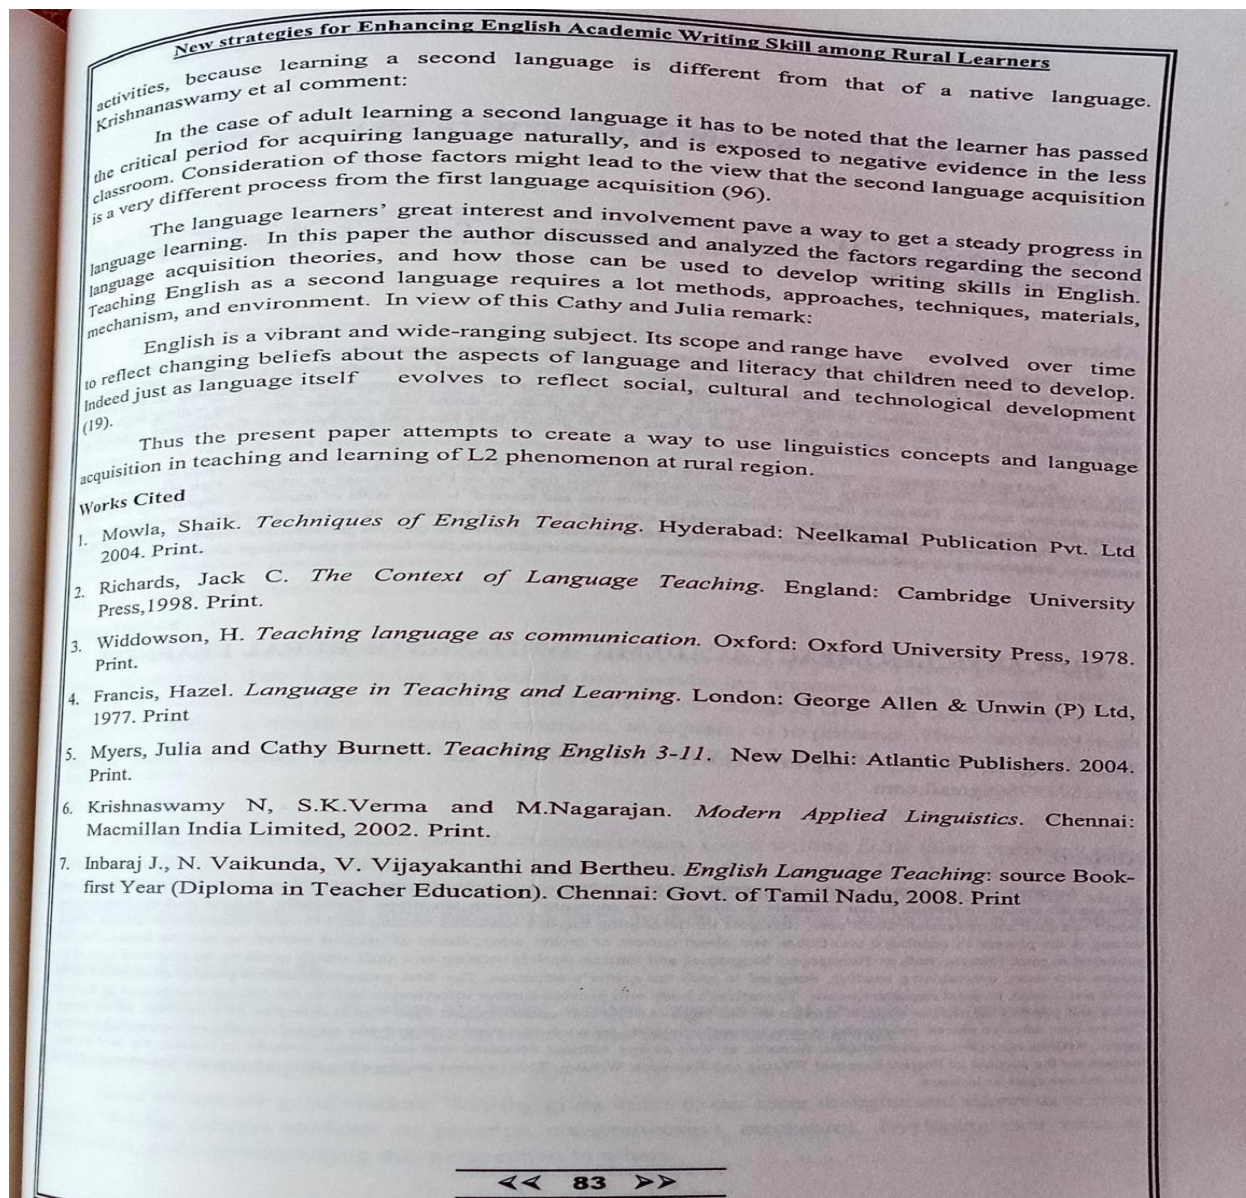 New strategies for Enhancing English Academic Writing Skill among Rural Learners
activities, because learning a second language is different from that of a native language.
Krishnanaswamy et al comment:
In the case of adult learning a second language it has to be noted that the learner has passed
the critical period for acquiring language naturally, and is exposed to negative evidence in the less
classroom. Consideration of those factors might lead to the view that the second language acquisition
is a very different process from the first language acquisition (96).
The language learners' great interest and involvement pave a way to get a steady progress in
language learning. In this paper the author discussed and analyzed the factors regarding the second
language acquisition theories, and how those can be used to develop writing skills in English.
Teaching English as a second language requires a lot methods, approaches, techniques, materials,
mechanism, and environment. In view of this Cathy and Julia remark:
English is a vibrant and wide-ranging subject. Its scope and range have evolved over time
to reflect changing beliefs about the aspects of language and literacy that children need to develop.
Indeed just as language itself evolves to reflect social, cultural and technological development
(19).
Thus the present paper attempts to create a way to use linguistics concepts and language
acquisition in teaching and learning of L2 phenomenon at rural region.
Works Cited
1. Mowla, Shaik. Techniques of English Teaching. Hyderabad: Neelkamal Publication Pvt. Ltd
2004. Print.
2. Richards, Jack C. The Context of Language Teaching. England: Cambridge University
Press,1998. Print.
3. Widdowson, H. Teaching language as communication. Oxford: Oxford University Press, 1978.
Print.
4. Francis, Hazel. Language in Teaching and Learning. London: George Allen & Unwin (P) Ltd,
1977. Print
5. Myers, Julia and Cathy Burnett. Teaching English 3-11. New Delhi: Atlantic Publishers. 2004.
Print.
6. Krishnaswamy N, S.K.Verma and M.Nagarajan. Modern Applied Linguistics. Chennai:
Macmillan India Limited, 2002. Print.
7. Inbaraj J., N. Vaikunda, V. Vijayakanthi and Bertheu. English Language Teaching: source Book-
first Year (Diploma in Teacher Education). Chennai: Govt. of Tamil Nadu, 2008. Print
83